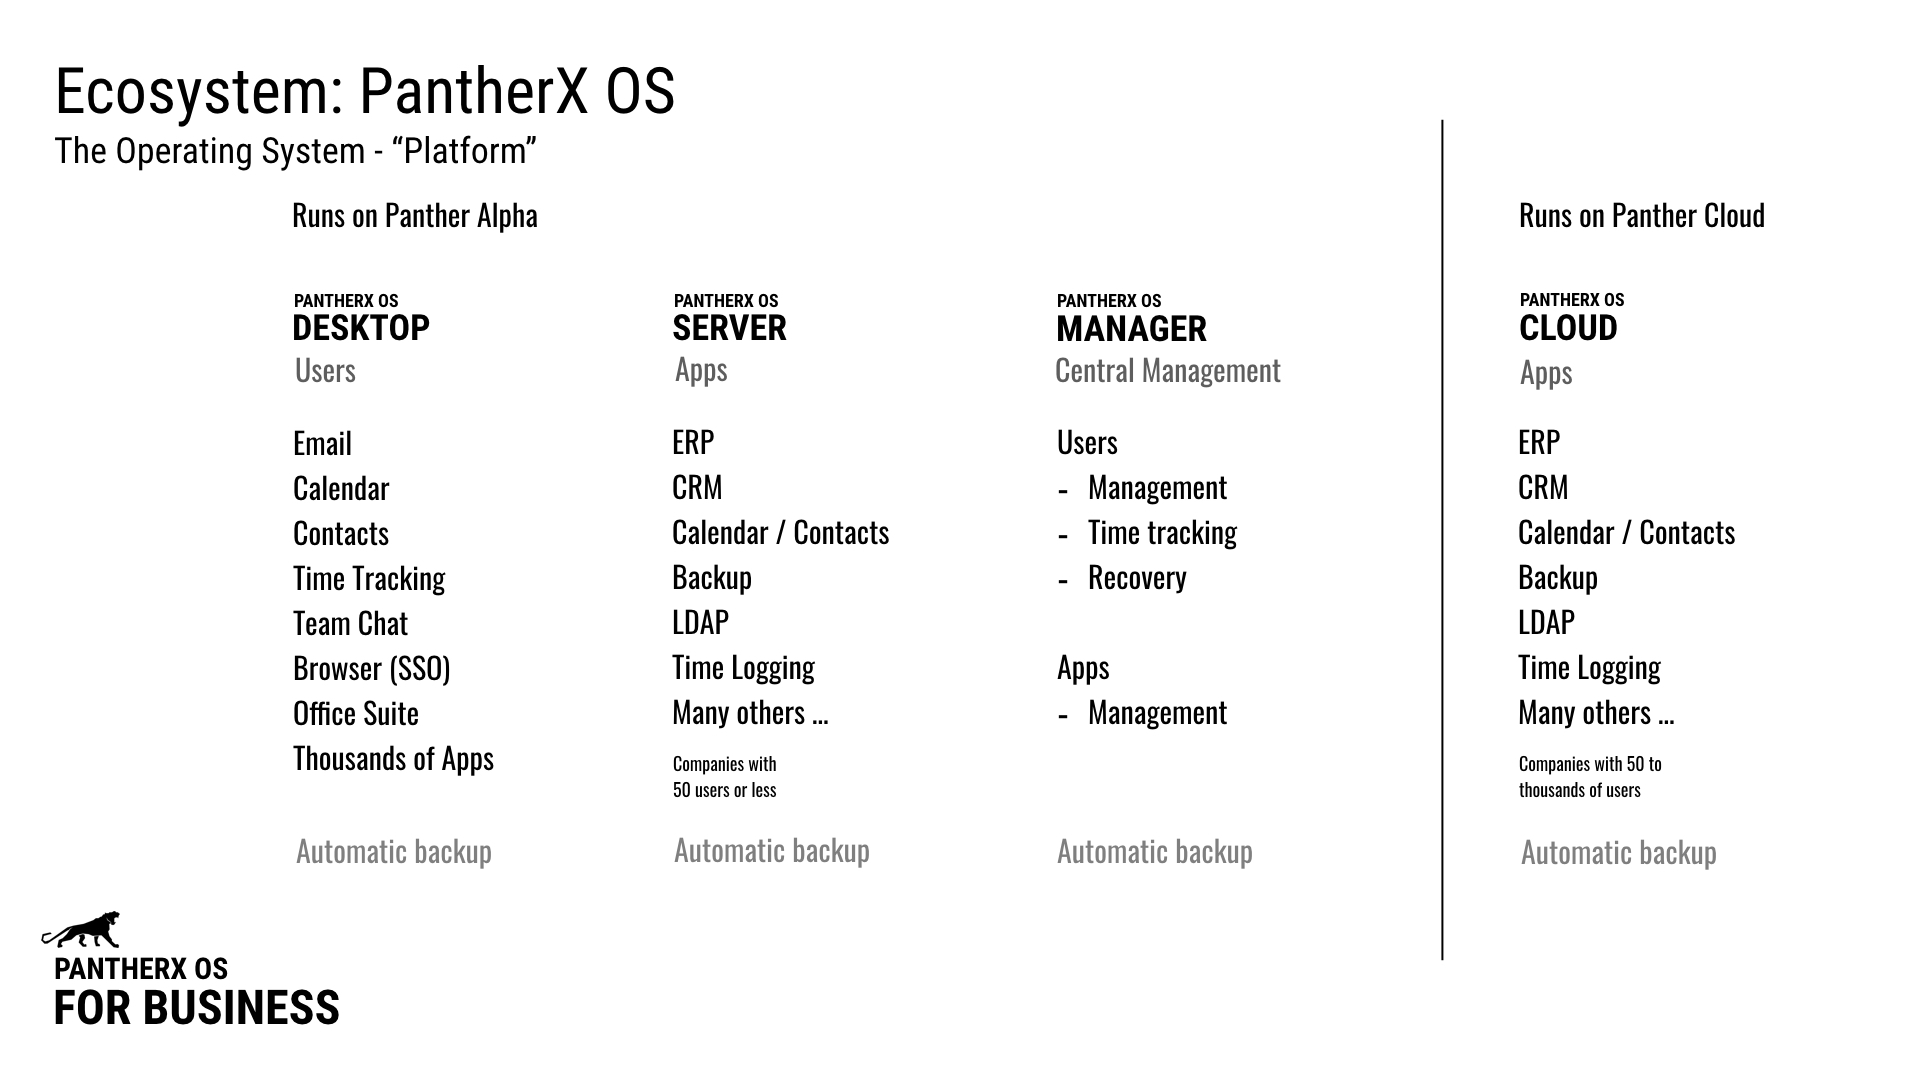 Ecosystem: PantherX OS
The Operating System - “Platform”
Runs on Panther Alpha
PANTHERX OS
DESKTOP
Users
Email
Calendar
Contacts
Time Tracking
Team Chat
Browser (SSO)
Office Suite
Thousands of Apps
Automatic backup
PANTHERX OS
SERVER
Apps
ERP
CRM
Calendar / Contacts
Backup
LDAP
Time Logging
Many others ...
Companies with
50 users or less
Automatic backup
PANTHERX OS
MANAGER
Central Management
Users
- Management
- Time tracking
- Recovery
Apps
- Management
Automatic backup
Runs on Panther Cloud
PANTHERX OS
CLOUD
Apps
ERP
CRM
Calendar / Contacts
Backup
LDAP
Time Logging
Many others ...
Companies with 50 to
thousands of users
Automatic backup
PANTHERX OS
FOR BUSINESS